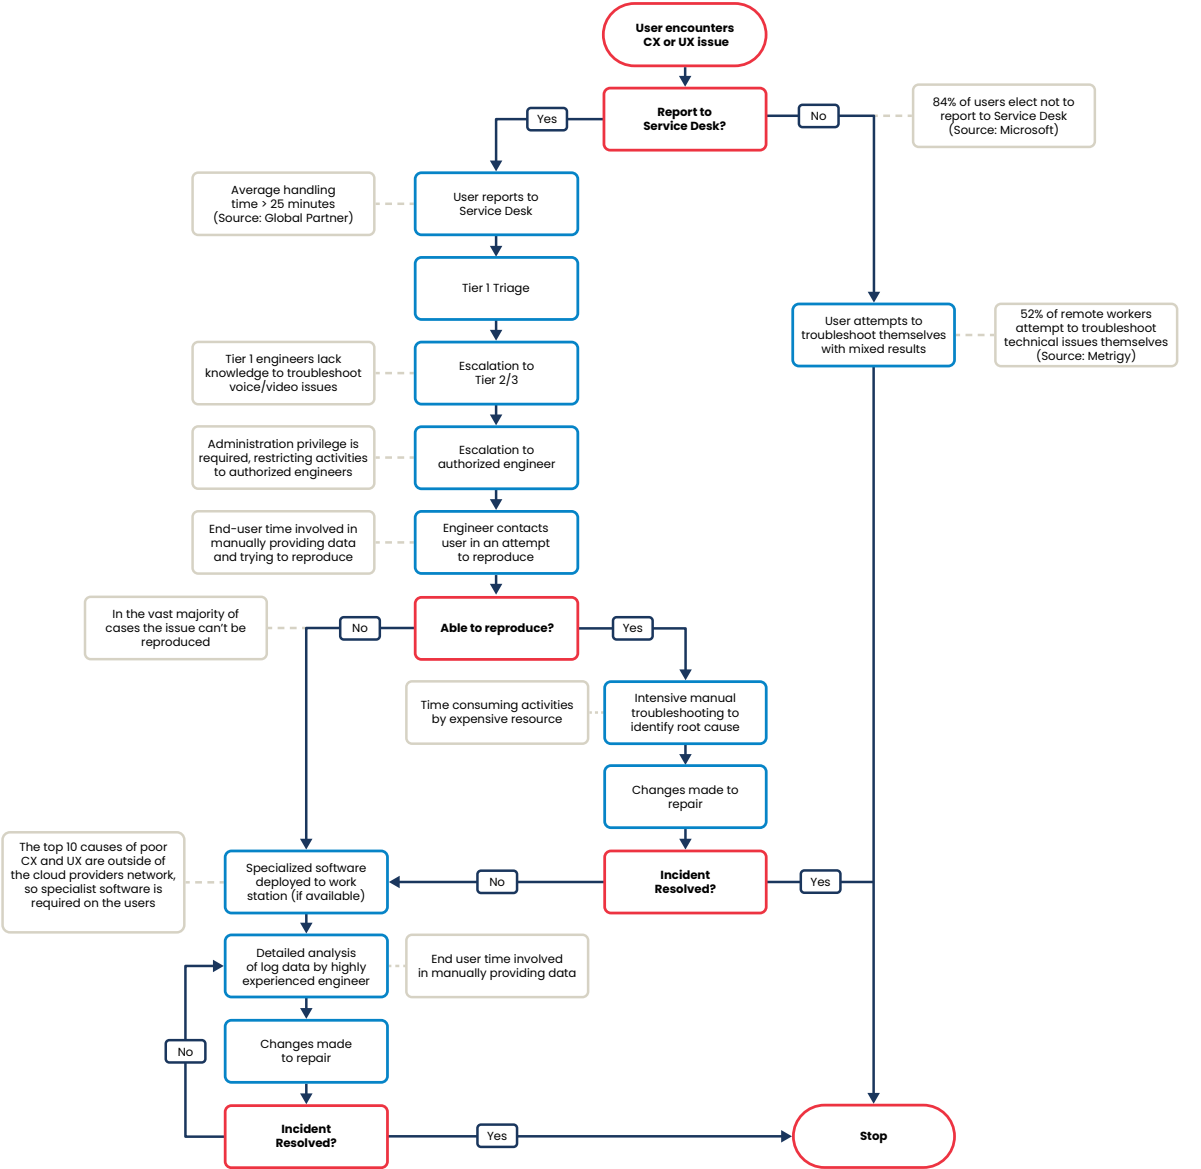 User encounters
CX or UX issue
Report to
Service Desk?
Yes
No
84% of users elect not to
report to Service Desk
(Source: Microsoft)
Average handling
time > 25 minutes
(Source: Global Partner)
User reports to
Service Desk
Tier 1 Triage
User attempts to
troubleshoot themselves
with mixed results
52% of remote workers
attempt to troubleshoot
technical issues themselves
(Source: Metrigy)
Tier 1 engineers lack
knowledge to troubleshoot
voice/video issues
Escalation to
Tier 2/3
Administration privilege is
required, restricting activities
to authorized engineers
Escalation to
authorized engineer
End-user time involved in
manually providing data
and trying to reproduce
Engineer contacts
user in an attempt
to reproduce
In the vast majority of
cases the issue can't be
reproduced
No
Able to reproduce?
Yes
Time consuming activities
by expensive resource
Intensive manual
troubleshooting to
identify root cause
Changes made to
repair
The top 10 causes of poor
CX and UX are outside of
the cloud providers network,
so specialist software is
required on the users
Specialized software
deployed to work
station (if available)
No
Incident
Resolved?
Yes
Detailed analysis
of log data by highly
experienced engineer
End user time involved
in manually providing data
No
Changes made
to repair
Incident
Resolved?
Yes
Stop